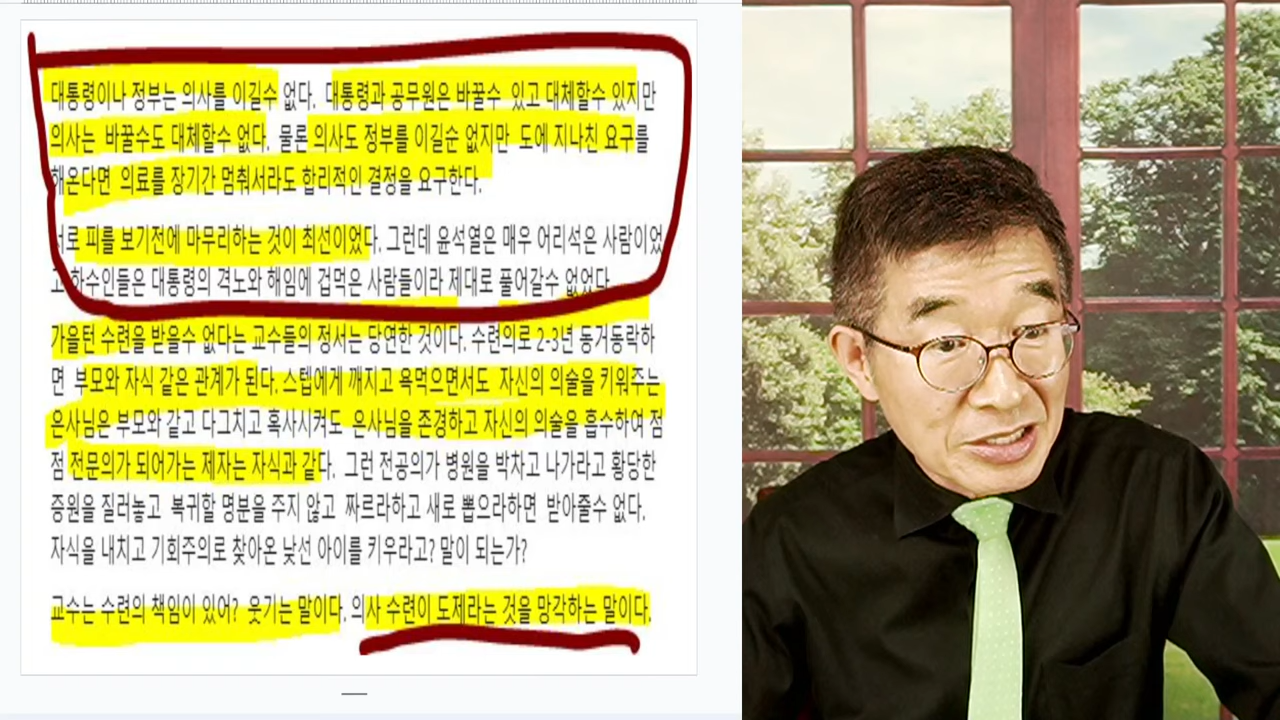 대통령이나 정부는 의사를 이길수 없다. 대통령과 공무원은 바꿀수 있고 대체할수 있지만
의사는 바꿀수도 대체할수 없다. 물론 의사도 정부를 이길순 없지만 도에 지나친 요구를
해온다면 의료를 장기간 멈춰서라도 합리적인 결정을 요구한다.
서로 피를 보기전에 마무리하는 것이 최선이었다. 그런데 윤석열은 매우 어리석은 사람이었
고 하수인들은 대통령의 격노와 해임에 겁먹은 사람들이라 제대로 풀어갈수 없었다.
가을턴 수련을 받을수 없다는 교수들의 정서는 당연한 것이다. 수련의로 2-3년 동거동락하
면 부모와 자식 같은 관계가 된다. 스텝에게 깨지고 욕먹으면서도 자신의 의술을 키워주는
은사님은 부모와 같고 다그치고 혹사시켜도 은사님을 존경하고 자신의 의술을 흡수하여 점
점 전문의가 되어가는 제자는 자식과 같다. 그런 전공의가 병원을 박차고 나가라고 황당한
증원을 질러놓고 복귀할 명분을 주지 않고 짜르라하고 새로 뽑으라하면 받아줄수 없다.
자식을 내치고 기회주의로 찾아온 낯선 아이를 키우라고? 말이 되는가?
교수는 수련의 책임이 있어? 웃기는 말이다. 의사 수련이 도제라는 것을 망각하는 말이다.